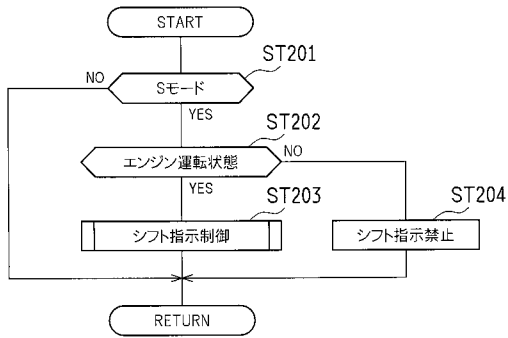 START
ST201
Sモード
NO
YES
ST202
エンジン運転状態
NO
YES
ST203
シフト指示制御
ST204
シフト指示禁止
RETURN